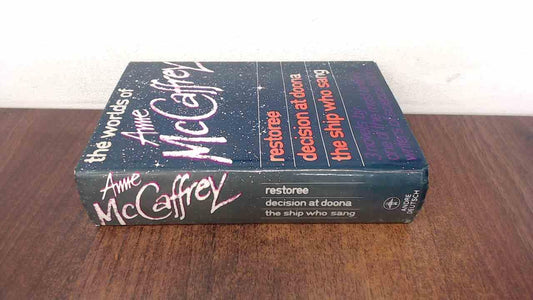 the worlds of
Anne
McCaffrey
restoree
decision at doona
the ship who sang
Anne
McCaffrey
restoree
decision at doona
the ship who sang
ANDRE
DEUTSCH